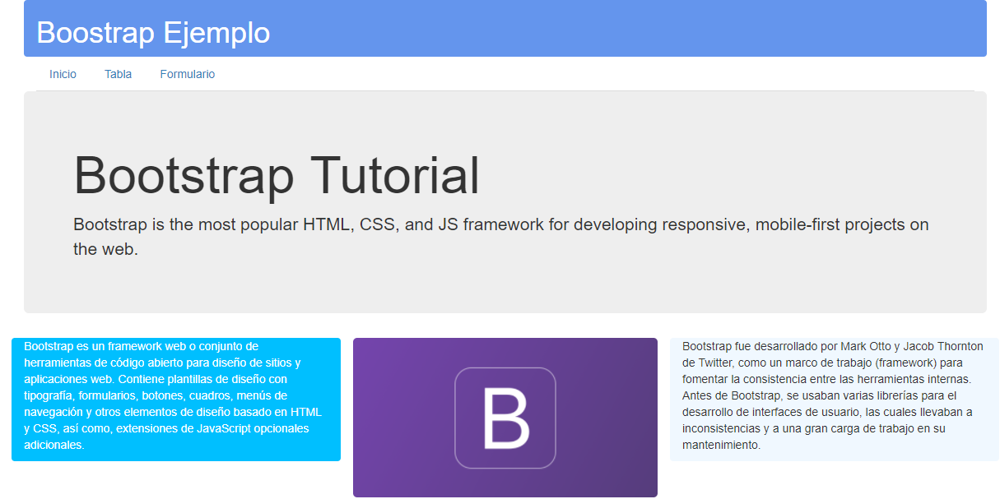 Boostrap Ejemplo
Inicio Tabla Formulario
Bootstrap Tutorial
Bootstrap is the most popular HTML, CSS, and JS framework for developing responsive, mobile-first projects on
the web.
Bootstrap es un framework web o conjunto de
herramientas de código abierto para diseño de sitios y
aplicaciones web. Contiene plantillas de diseño con
tipografía, formularios, botones, cuadros, menús de
navegación y otros elementos de diseño basado en HTML
y CSS, así como, extensiones de JavaScript opcionales
adicionales.
B
Bootstrap fue desarrollado por Mark Otto y Jacob Thornton
de Twitter, como un marco de trabajo (framework) para
fomentar la consistencia entre las herramientas internas.
Antes de Bootstrap, se usaban varias librerías para el
desarrollo de interfaces de usuario, las cuales llevaban a
inconsistencias y a una gran carga de trabajo en su
mantenimiento.